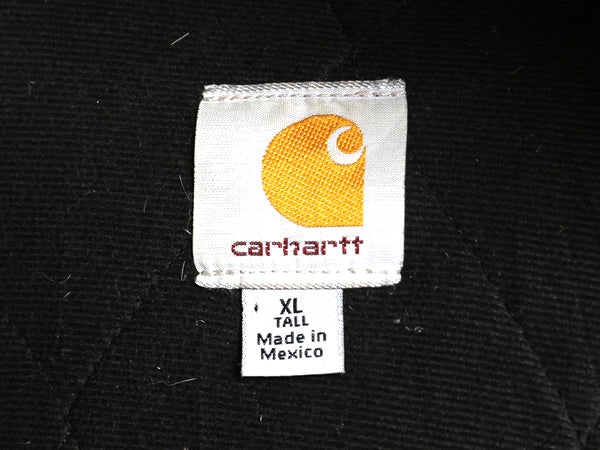 carhartt
XL
TALL
Made in
Mexico